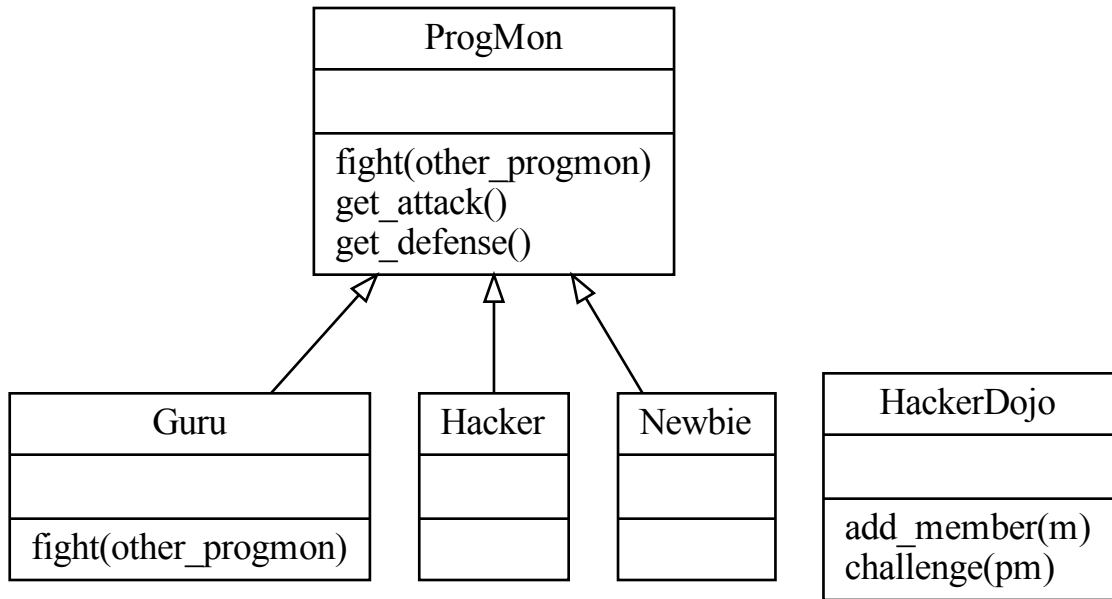 ProgMon
fight(other_progmon)
get_attack()
get_defense()
Guru
fight(other_progmon)
Hacker
Newbie
HackerDojo
add_member(m)
challenge(pm)